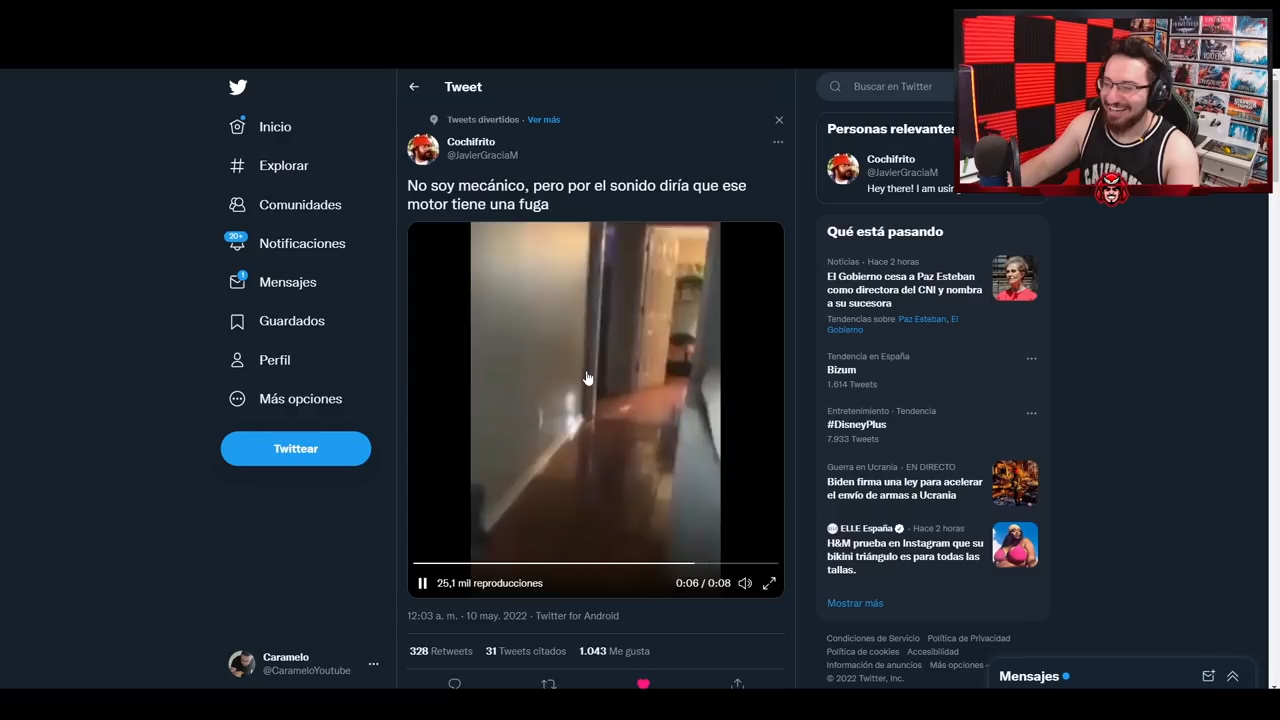 Tweet
Buscar en Twitter
Inicio
Explorar
Comunidades
20+
Notificaciones
1
Mensajes
Guardados
Perfil
Más opciones
Twittear
Caramelo
@CarameloYoutube
Tweets divertidos · Ver más
Cochifrito
@JavierGraciaM
No soy mecánico, pero por el sonido diría que ese
motor tiene una fuga
25,1 mil reproducciones
0:06 / 0:08
12:03 a. m. · 10 may. 2022 · Twitter for Android
328 Retweets 31 Tweets citados 1.043 Me gusta
Personas relevantes
Cochifrito
@JavierGraciaM
Hey there! I am
Qué está pasando
Noticias · Hace 2 horas
El Gobierno cesa a Paz Esteban
como directora del CNI y nombra
a su sucesora
Tendencias sobre Paz Esteban, El
Gobierno
Tendencia en España
Bizum
1.614 Tweets
Entretenimiento · Tendencia
#DisneyPlus
7.933 Tweets
Guerra en Ucrania · EN DIRECTO
Biden firma una ley para acelerar
el envío de armas a Ucrania
ELLE España · Hace 2 horas
H&M prueba en Instagram que su
bikini triángulo es para todas las
tallas.
Mostrar más
Condiciones de Servicio Política de Privacidad
Política de cookies Accesibilidad
Información de anuncios Más opciones
© 2022 Twitter, Inc.
Mensajes